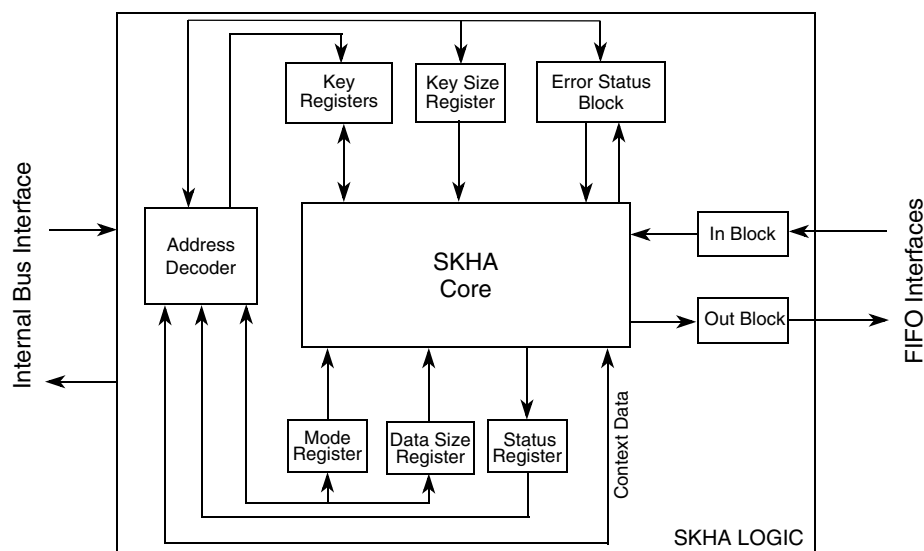 Key
Registers
Key Size
Register
Error Status
Block
Internal Bus Interface
Address
Decoder
SKHA
Core
In Block
Out Block
FIFO Interfaces
Mode
Register
Data Size
Register
Status
Register
Context Data
SKHA LOGIC